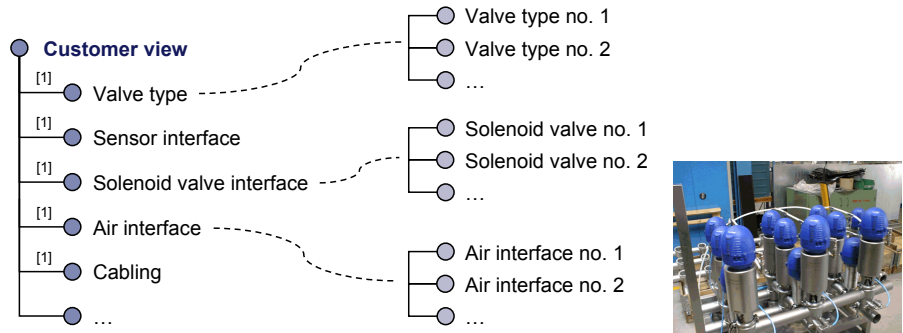 Customer view
[1] Valve type
[1] Sensor interface
[1] Solenoid valve interface
[1] Air interface
[1] Cabling
…
Valve type no. 1
Valve type no. 2
…
Solenoid valve no. 1
Solenoid valve no. 2
…
Air interface no. 1
Air interface no. 2
…